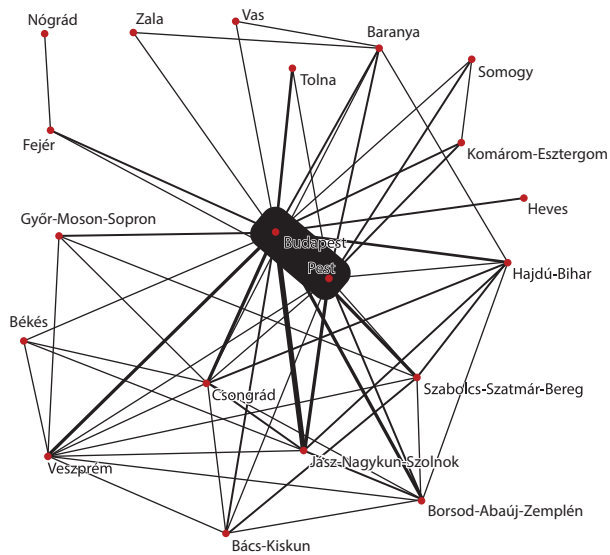 Nógrád
Zala
Vas
Baranya
Somogy
Tolna
Fejér
Komárom-Esztergom
Heves
Győr-Moson-Sopron
Budapest
Pest
Hajdú-Bihar
Békés
Csongrád
Szabolcs-Szatmár-Bereg
Veszprém
Jász-Nagykun-Szolnok
Borsod-Abaúj-Zemplén
Bács-Kiskun